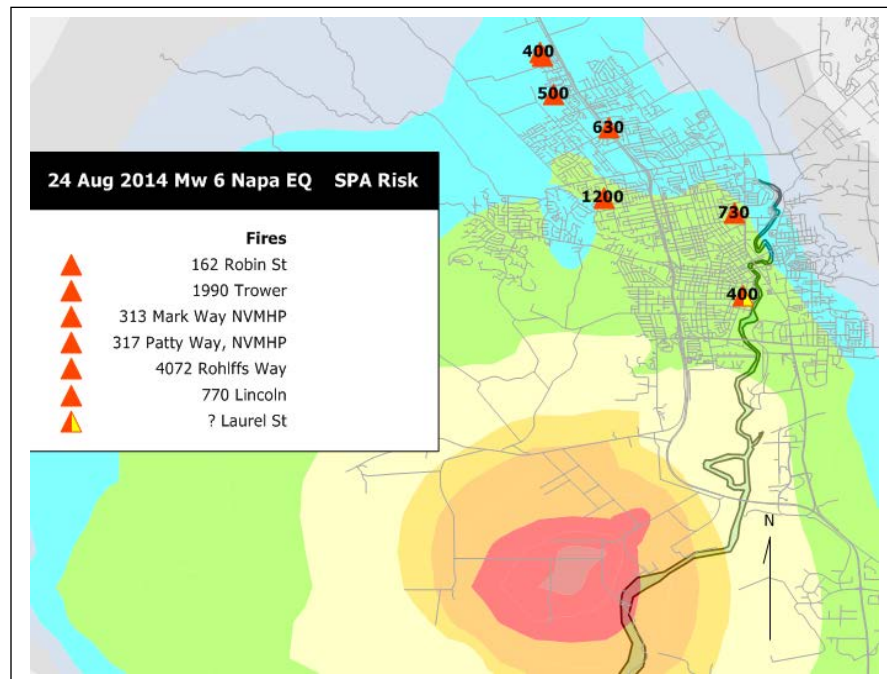 400
500
630
24 Aug 2014 Mw 6 Napa EQ SPA Risk
1200
730
Fires
162 Robin St
1990 Trower
313 Mark Way NVMHP
317 Patty Way, NVMHP
4072 Rohlffs Way
770 Lincoln
? Laurel St
400
N